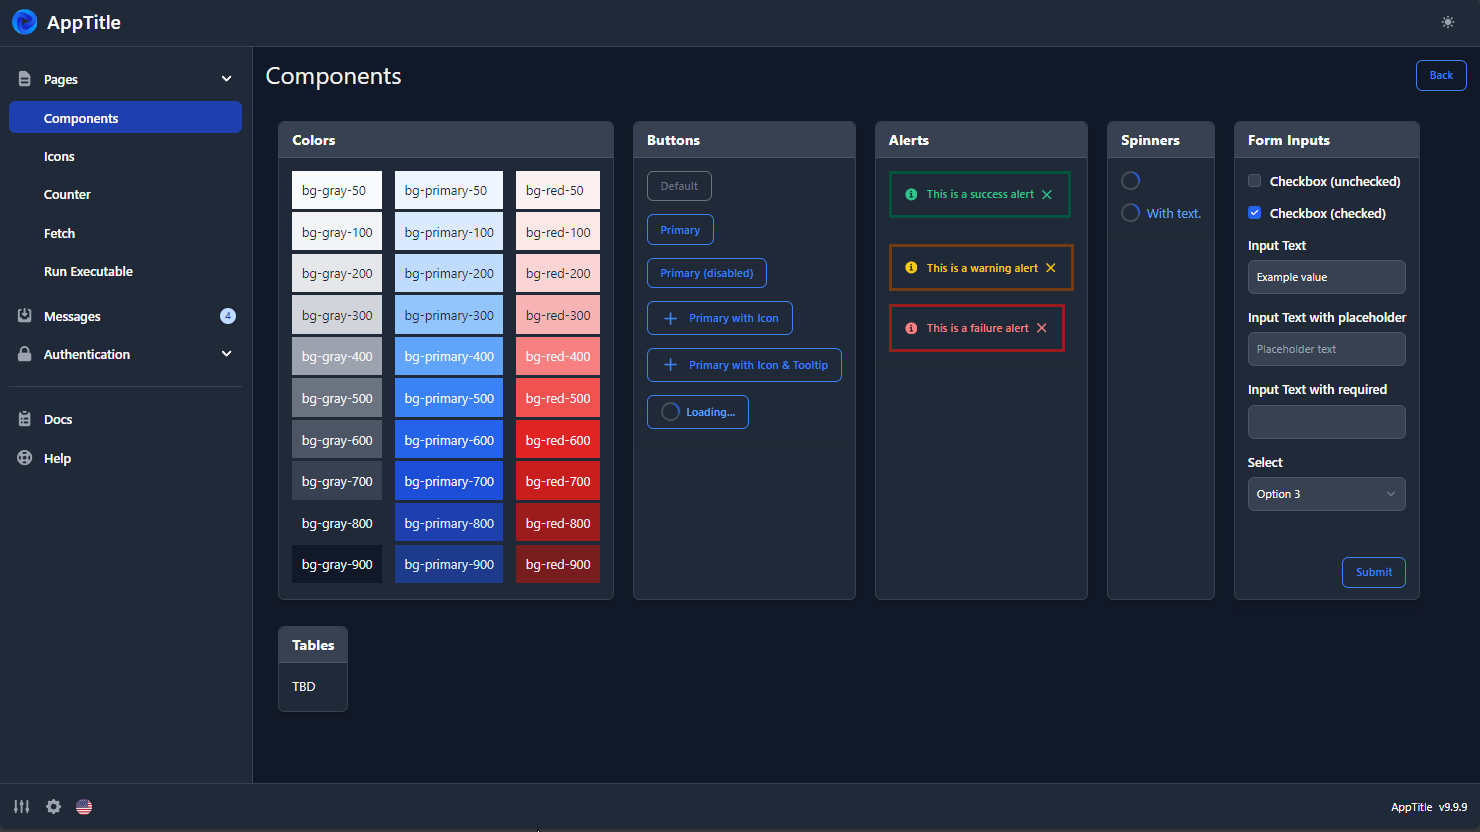 AppTitle
Pages
Components
Icons
Counter
Fetch
Run Executable
Messages
4
Authentication
Docs
Help
Components
Back
Colors
bg-gray-50 bg-primary-50 bg-red-50
bg-gray-100 bg-primary-100 bg-red-100
bg-gray-200 bg-primary-200 bg-red-200
bg-gray-300 bg-primary-300 bg-red-300
bg-gray-400 bg-primary-400 bg-red-400
bg-gray-500 bg-primary-500 bg-red-500
bg-gray-600 bg-primary-600 bg-red-600
bg-gray-700 bg-primary-700 bg-red-700
bg-gray-800 bg-primary-800 bg-red-800
bg-gray-900 bg-primary-900 bg-red-900
Buttons
Default
Primary
Primary (disabled)
Primary with Icon
Primary with Icon & Tooltip
Loading...
Alerts
This is a success alert
This is a warning alert
This is a failure alert
Spinners
With text.
Form Inputs
Checkbox (unchecked)
Checkbox (checked)
Input Text
Example value
Input Text with placeholder
Placeholder text
Input Text with required
Select
Option 3
Submit
Tables
TBD
AppTitle v9.9.9